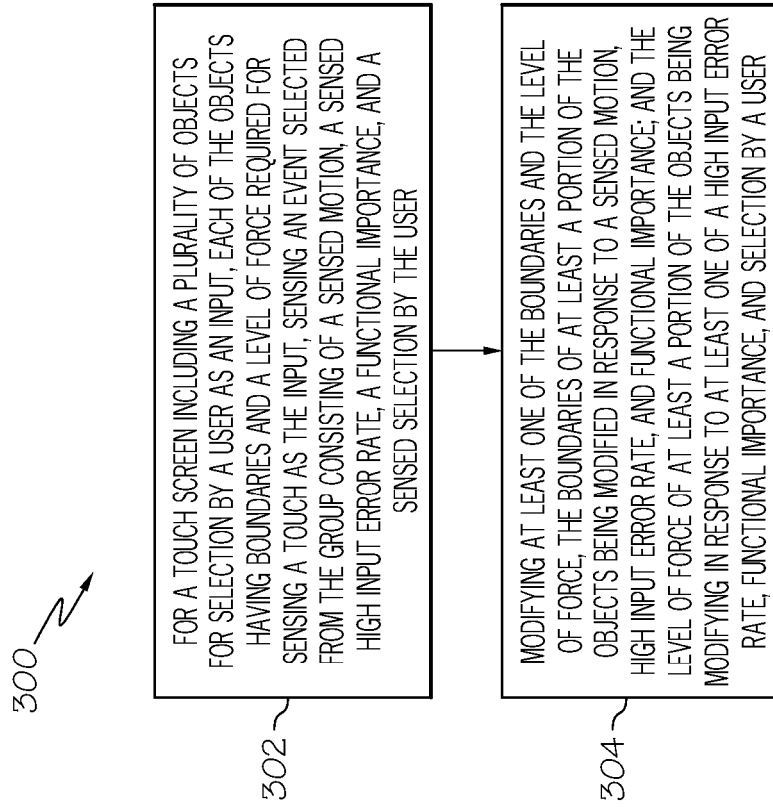 300
302
FOR A TOUCH SCREEN INCLUDING A PLURALITY OF OBJECTS
FOR SELECTION BY A USER AS AN INPUT, EACH OF THE OBJECTS
HAVING BOUNDARIES AND A LEVEL OF FORCE REQUIRED FOR
SENSING A TOUCH AS THE INPUT, SENSING AN EVENT SELECTED
FROM THE GROUP CONSISTING OF A SENSED MOTION, A SENSED
HIGH INPUT ERROR RATE, A FUNCTIONAL IMPORTANCE, AND A
SENSED SELECTION BY THE USER
304
MODIFYING AT LEAST ONE OF THE BOUNDARIES AND THE LEVEL
OF FORCE, THE BOUNDARIES OF AT LEAST A PORTION OF THE
OBJECTS BEING MODIFIED IN RESPONSE TO A SENSED MOTION,
HIGH INPUT ERROR RATE, AND FUNCTIONAL IMPORTANCE; AND THE
LEVEL OF FORCE OF AT LEAST A PORTION OF THE OBJECTS BEING
MODIFYING IN RESPONSE TO AT LEAST ONE OF A HIGH INPUT ERROR
RATE, FUNCTIONAL IMPORTANCE, AND SELECTION BY A USER